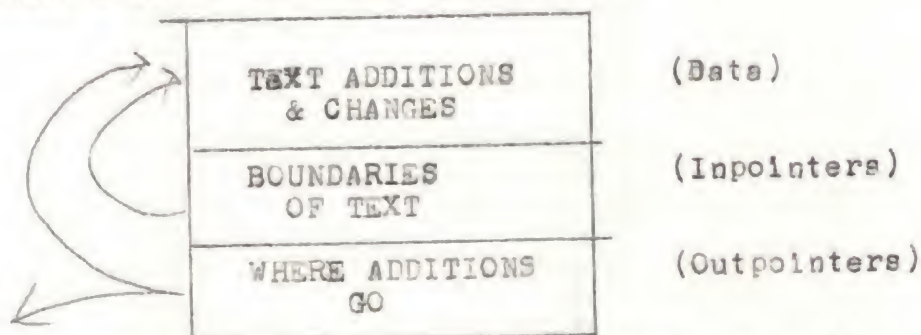 TEXT ADDITIONS
& CHANGES
(Data)
BOUNDARIES
OF TEXT
(Inpointers)
WHERE ADDITIONS
GO
(Outpointers)